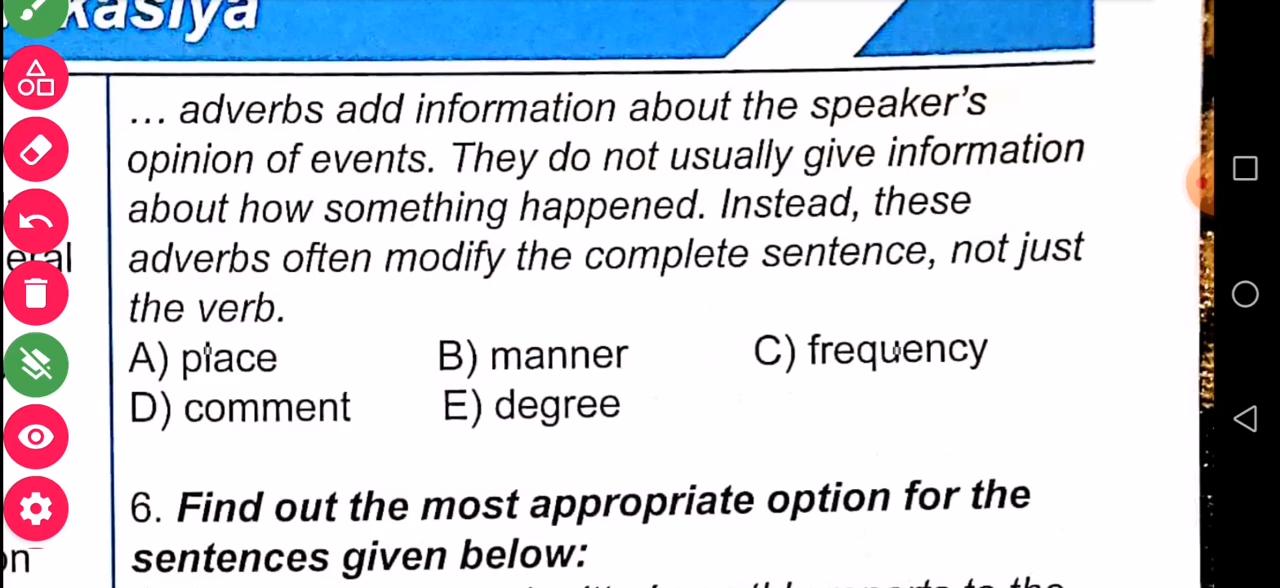 kasiya
... adverbs add information about the speaker's
opinion of events. They do not usually give information
about how something happened. Instead, these
adverbs often modify the complete sentence, not just
the verb.
A) place B) manner C) frequency
D) comment E) degree
6. Find out the most appropriate option for the
sentences given below: